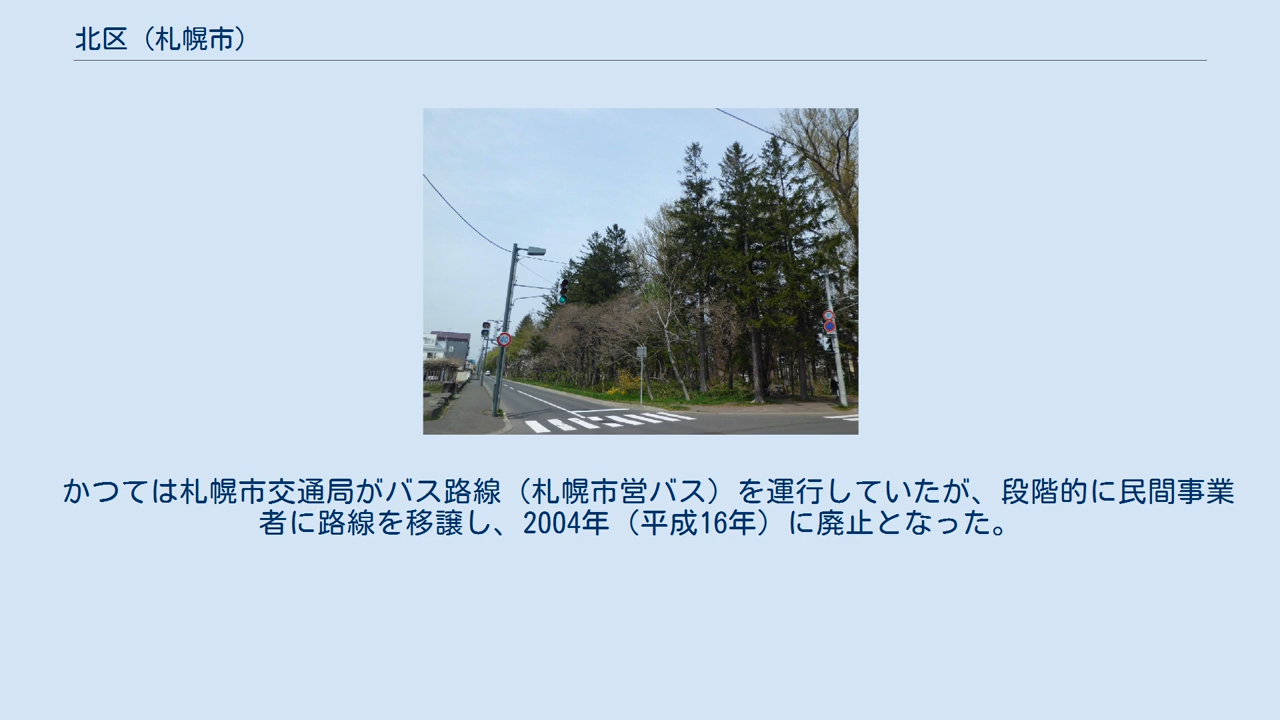 北区（札幌市）
かつては札幌市交通局がバス路線（札幌市営バス）を運行していたが、段階的に民間事業
者に路線を移譲し、2004年（平成16年）に廃止となった。